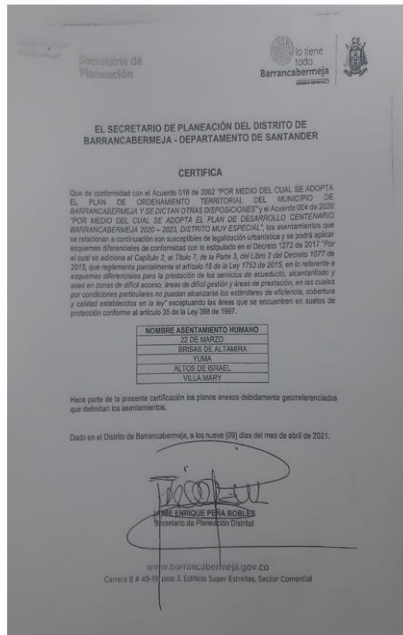 Secretaría de
Planeación
lo tiene
todo
Barrancabermeja
EL SECRETARIO DE PLANEACIÓN DEL DISTRITO DE
BARRANCABERMEJA - DEPARTAMENTO DE SANTANDER
CERTIFICA
Que de conformidad con el Acuerdo 018 de 2002 "POR MEDIO DEL CUAL SE ADOPTA
EL PLAN DE ORDENAMIENTO TERRITORIAL DEL MUNICIPIO DE
BARRANCABERMEJA Y SE DICTAN OTRAS DISPOSICIONES" y el Acuerdo 004 de 2020
"POR MEDIO DEL CUAL SE ADOPTA EL PLAN DE DESARROLLO CENTENARIO
BARRANCABERMEJA 2020 – 2023, DISTRITO MUY ESPECIAL", los asentamientos que
se relacionan a continuación son susceptibles de legalización urbanística y se podrá aplicar
esquemas diferenciales de conformidad con lo estipulado en el Decreto 1272 de 2017 "Por
el cual se adiciona el Capítulo 2, al Título 7, de la Parte 3, del Libro 2 del Decreto 1077 de
2015, que reglamenta parcialmente el artículo 18 de la Ley 1753 de 2015, en lo referente a
esquemas diferenciales para la prestación de los servicios de acueducto, alcantarillado y
aseo en zonas de difícil acceso, áreas de difícil gestión y áreas de prestación, en las cuales
por condiciones particulares no puedan alcanzarse los estándares de eficiencia, cobertura
y calidad establecidos en la ley" exceptuando las áreas que se encuentren en suelos de
protección conforme al artículo 35 de la Ley 388 de 1997.
NOMBRE ASENTAMIENTO HUMANO
22 DE MARZO
BRISAS DE ALTAMIRA
YUMA
ALTOS DE ISRAEL
VILLA MARY
Hace parte de la presente certificación los planos anexos debidamente georreferenciados
que delimitan los asentamientos.
Dado en el Distrito de Barrancabermeja, a los nueve (09) días del mes de abril de 2021.
JAIME ENRIQUE PEÑA ROBLES
Secretario de Planeación Distrital
www.barrancabermeja.gov.co
Carrera 8 # 49-19, piso 3, Edificio Super Estrellas, Sector Comercial